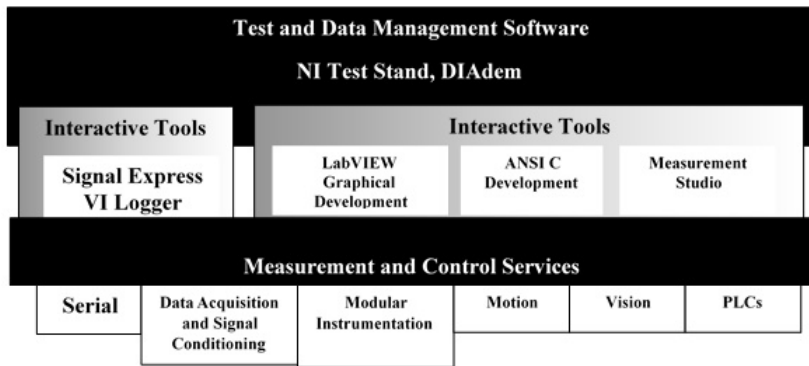 Test and Data Management Software
NI Test Stand, DIAdem
Interactive Tools
Signal Express
VI Logger
Interactive Tools
LabVIEW
Graphical
Development
ANSI C
Development
Measurement
Studio
Measurement and Control Services
Serial
Data Acquisition
and Signal
Conditioning
Modular
Instrumentation
Motion
Vision
PLCs